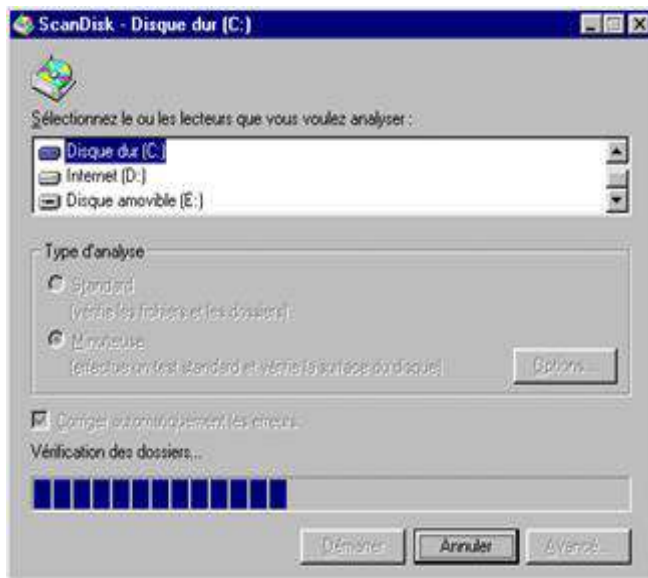 ScanDisk - Disque dur (C:)
Sélectionnez le ou les lecteurs que vous voulez analyser :
Disque dur (C:)
Internet (D:)
Disque amovible (E:)
Type d'analyse
Standard
(vérifie les fichiers et les dossiers)
Minutieuse
(effectue un test standard et vérifie la surface du disque)
Options...
Corriger automatiquement les erreurs.
Vérification des dossiers...
Démarrer
Annuler
Avancé...